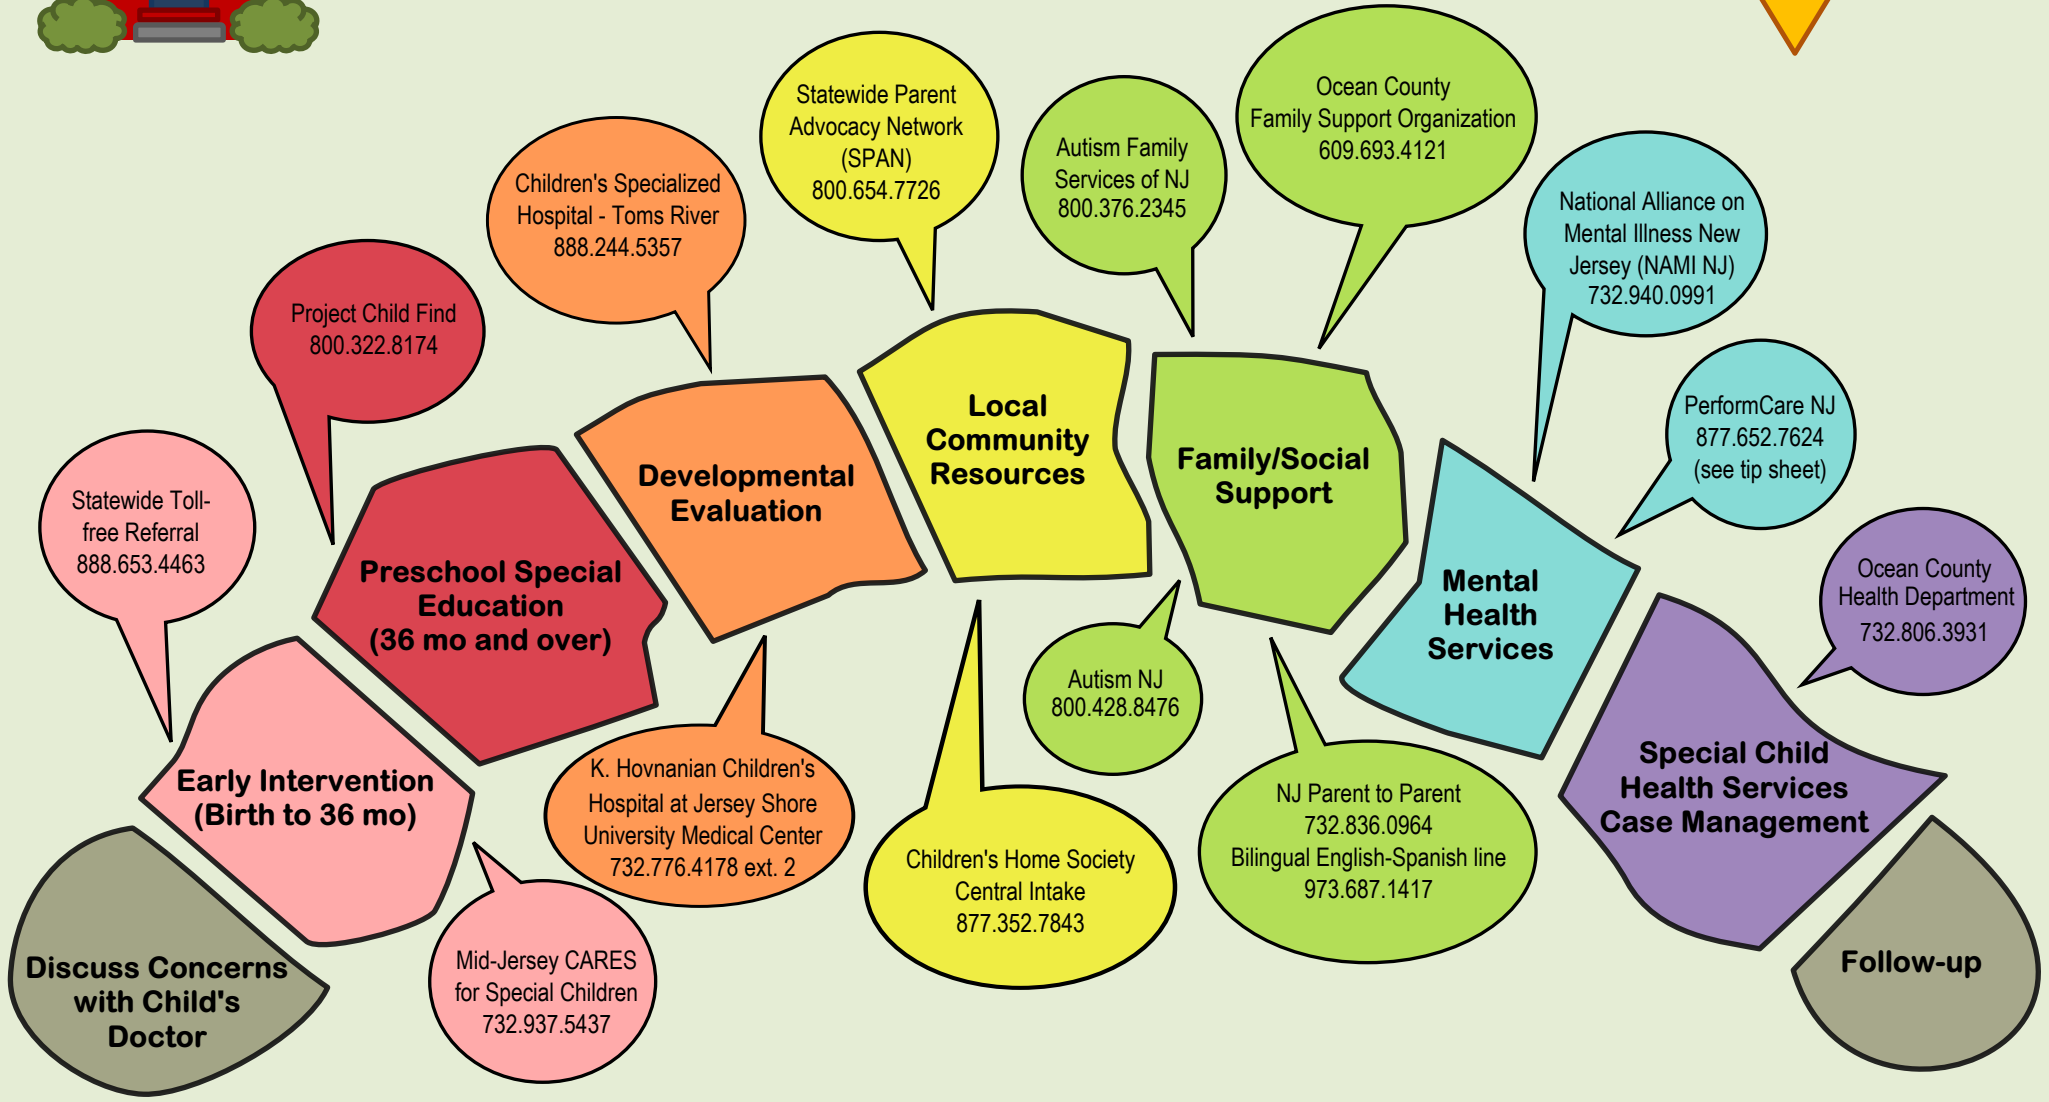 Statewide Parent
Advocacy Network
(SPAN)
800.654.7726
Ocean County
Family Support Organization
609.693.4121
Autism Family
Services of NJ
800.376.2345
Children's Specialized
Hospital - Toms River
888.244.5357
National Alliance on
Mental Illness New
Jersey (NAMI NJ)
732.940.0991
Project Child Find
800.322.8174
PerformCare NJ
877.652.7624
(see tip sheet)
Statewide Toll-
free Referral
888.653.4463
Ocean County
Health Department
732.806.3931
Discuss Concerns
with Child's
Doctor
Early Intervention
(Birth to 36 mo)
Preschool Special
Education
(36 mo and over)
Developmental
Evaluation
Local
Community
Resources
Family/Social
Support
Mental
Health
Services
Special Child
Health Services
Case Management
Follow-up
Mid-Jersey CARES
for Special Children
732.937.5437
K. Hovnanian Children's
Hospital at Jersey Shore
University Medical Center
732.776.4178 ext. 2
Children's Home Society
Central Intake
877.352.7843
Autism NJ
800.428.8476
NJ Parent to Parent
732.836.0964
Bilingual English-Spanish line
973.687.1417